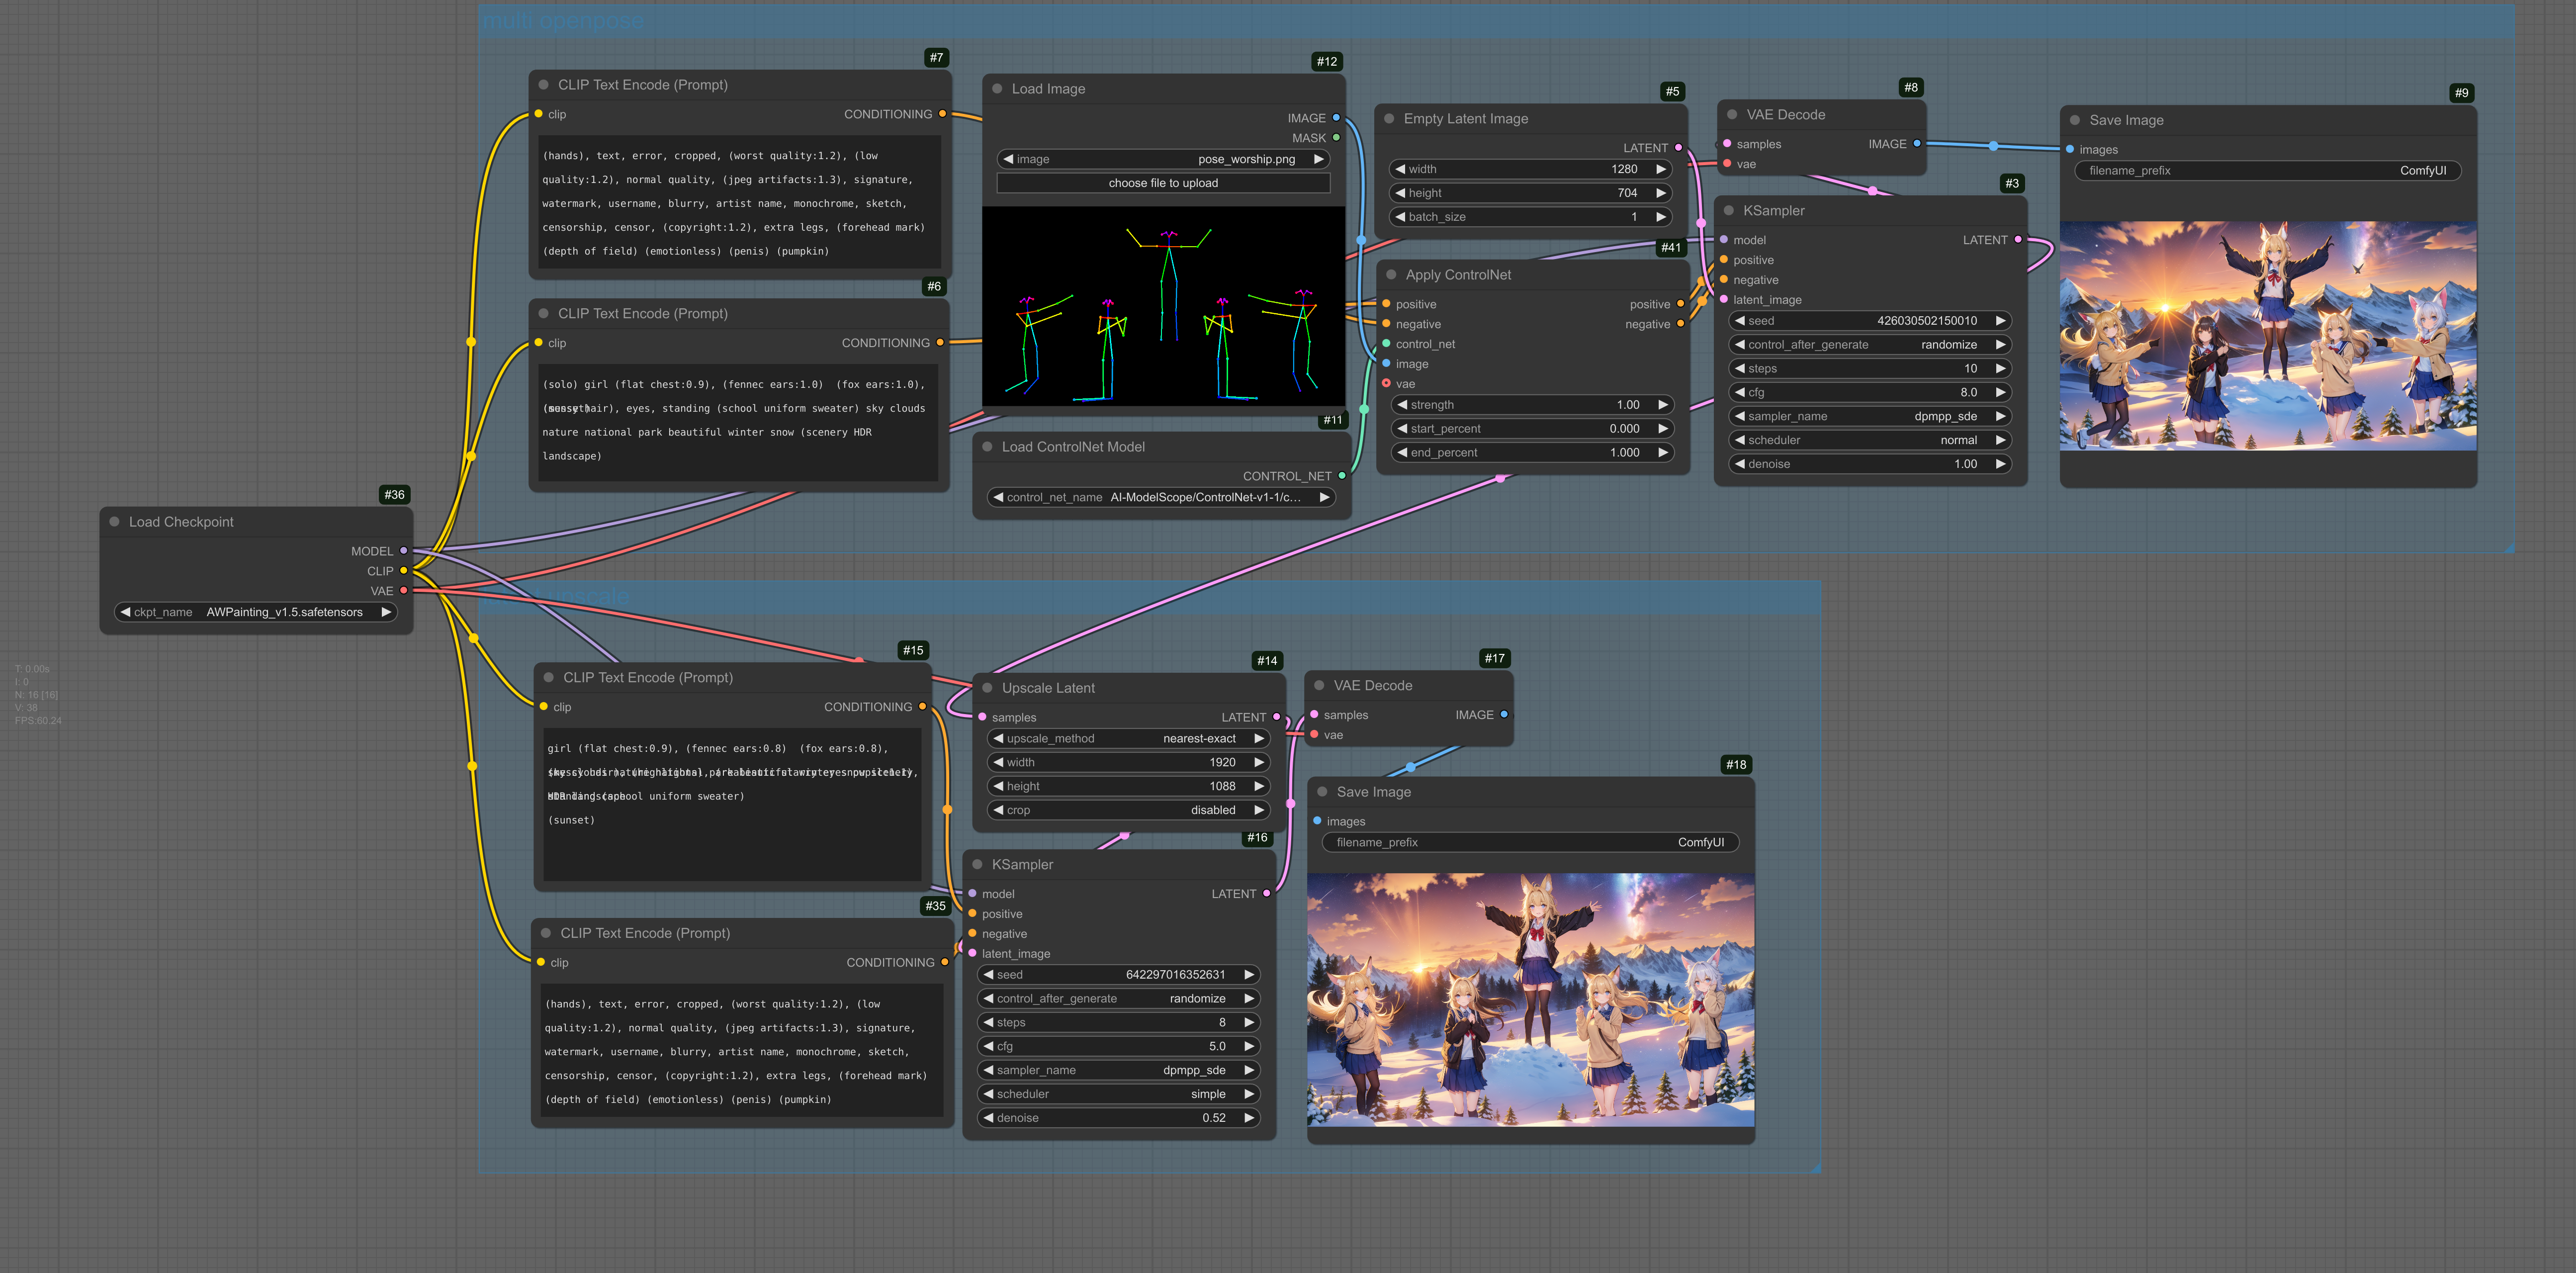 multi openpose
#7
CLIP Text Encode (Prompt)
clip CONDITIONING
(hands), text, error, cropped, (worst quality:1.2), (low
quality:1.2), normal quality, (jpeg artifacts:1.3), signature,
watermark, username, blurry, artist name, monochrome, sketch,
censorship, censor, (copyright:1.2), extra legs, (forehead mark)
(depth of field) (emotionless) (penis) (pumpkin)
#6
CLIP Text Encode (Prompt)
clip CONDITIONING
(solo) girl (flat chest:0.9), (fennec ears:1.0)  (fox ears:1.0),
hair), eyes, standing (school uniform sweater) sky clouds
nature national park beautiful winter snow (scenery HDR
landscape)
#12
Load Image
IMAGE
MASK
image pose_worship.png
choose file to upload
#11
Load ControlNet Model
CONTROL_NET
control_net_name AI-ModelScope/ControlNet-v1-1/c…
#5
Empty Latent Image
LATENT
width 1280
height 704
batch_size 1
#41
Apply ControlNet
positive positive
negative negative
control_net
image
vae
strength 1.00
start_percent 0.000
end_percent 1.000
#8
VAE Decode
samples IMAGE
vae
#3
KSampler
model LATENT
positive
negative
latent_image
seed 426030502150010
control_after_generate randomize
steps 10
cfg 8.0
sampler_name dpmpp_sde
scheduler normal
denoise 1.00
#9
Save Image
images
filename_prefix ComfyUI
#36
Load Checkpoint
MODEL
CLIP
VAE
ckpt_name AWPainting_v1.5.safetensors
T: 0.00s
I: 0
N: 16 [16]
V: 38
FPS:60.24
upscale
#15
CLIP Text Encode (Prompt)
clip CONDITIONING
girl (flat chest:0.9), (fennec ears:0.8)  (fox ears:0.8),
uniform sweater)
(sunset)
#35
CLIP Text Encode (Prompt)
clip CONDITIONING
(hands), text, error, cropped, (worst quality:1.2), (low
quality:1.2), normal quality, (jpeg artifacts:1.3), signature,
watermark, username, blurry, artist name, monochrome, sketch,
censorship, censor, (copyright:1.2), extra legs, (forehead mark)
(depth of field) (emotionless) (penis) (pumpkin)
#14
Upscale Latent
samples LATENT
upscale_method nearest-exact
width 1920
height 1088
crop disabled
#16
KSampler
model LATENT
positive
negative
latent_image
seed 642297016352631
control_after_generate randomize
steps 8
cfg 5.0
sampler_name dpmpp_sde
scheduler simple
denoise 0.52
#17
VAE Decode
samples IMAGE
vae
#18
Save Image
images
filename_prefix ComfyUI